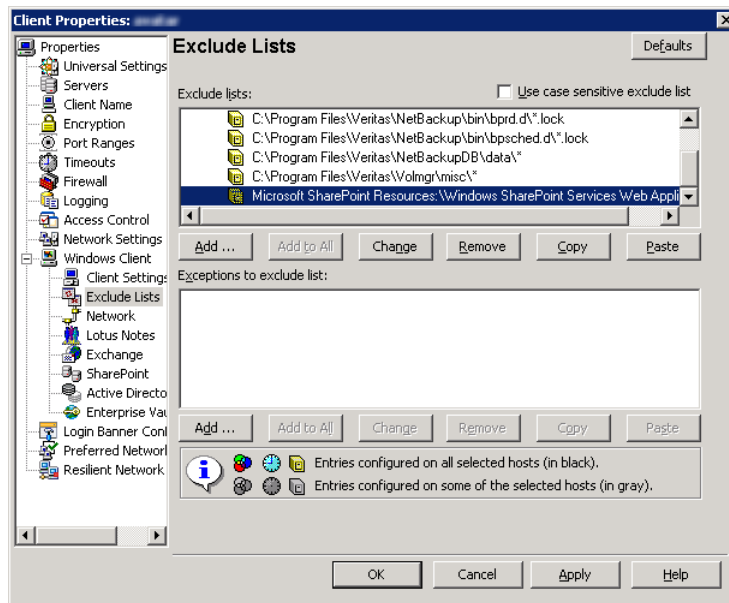 Client Properties:
Properties
Universal Settings
Servers
Client Name
Encryption
Port Ranges
Timeouts
Firewall
Logging
Access Control
Network Settings
Windows Client
Client Settings
Exclude Lists
Network
Lotus Notes
Exchange
SharePoint
Active Directo
Enterprise Vau
Login Banner Conf
Preferred Network
Resilient Network
Exclude Lists
Defaults
Exclude lists:
Use case sensitive exclude list
C:\Program Files\Veritas\NetBackup\bin\bprd.d\*.lock
C:\Program Files\Veritas\NetBackup\bin\bpsched.d\*.lock
C:\Program Files\Veritas\NetBackupDB\data\*
C:\Program Files\Veritas\Volmgr\misc\*
Microsoft SharePoint Resources:\Windows SharePoint Services Web Appli
Add ... Add to All Change Remove Copy Paste
Exceptions to exclude list:
Add ... Add to All Change Remove Copy Paste
Entries configured on all selected hosts (in black).
Entries configured on some of the selected hosts (in gray).
OK Cancel Apply Help